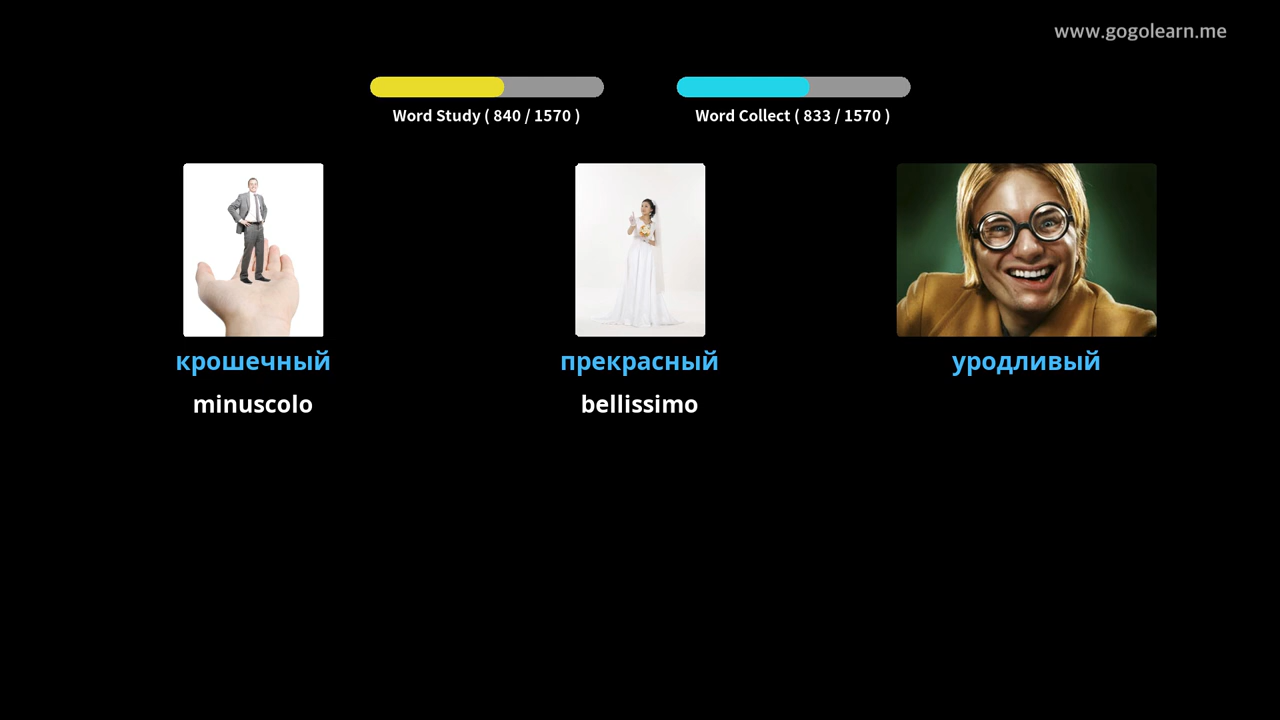 www.gogolearn.me
Word Study ( 840 / 1570 )
Word Collect ( 833 / 1570 )
крошечный
прекрасный
уродливый
minuscolo
bellissimo